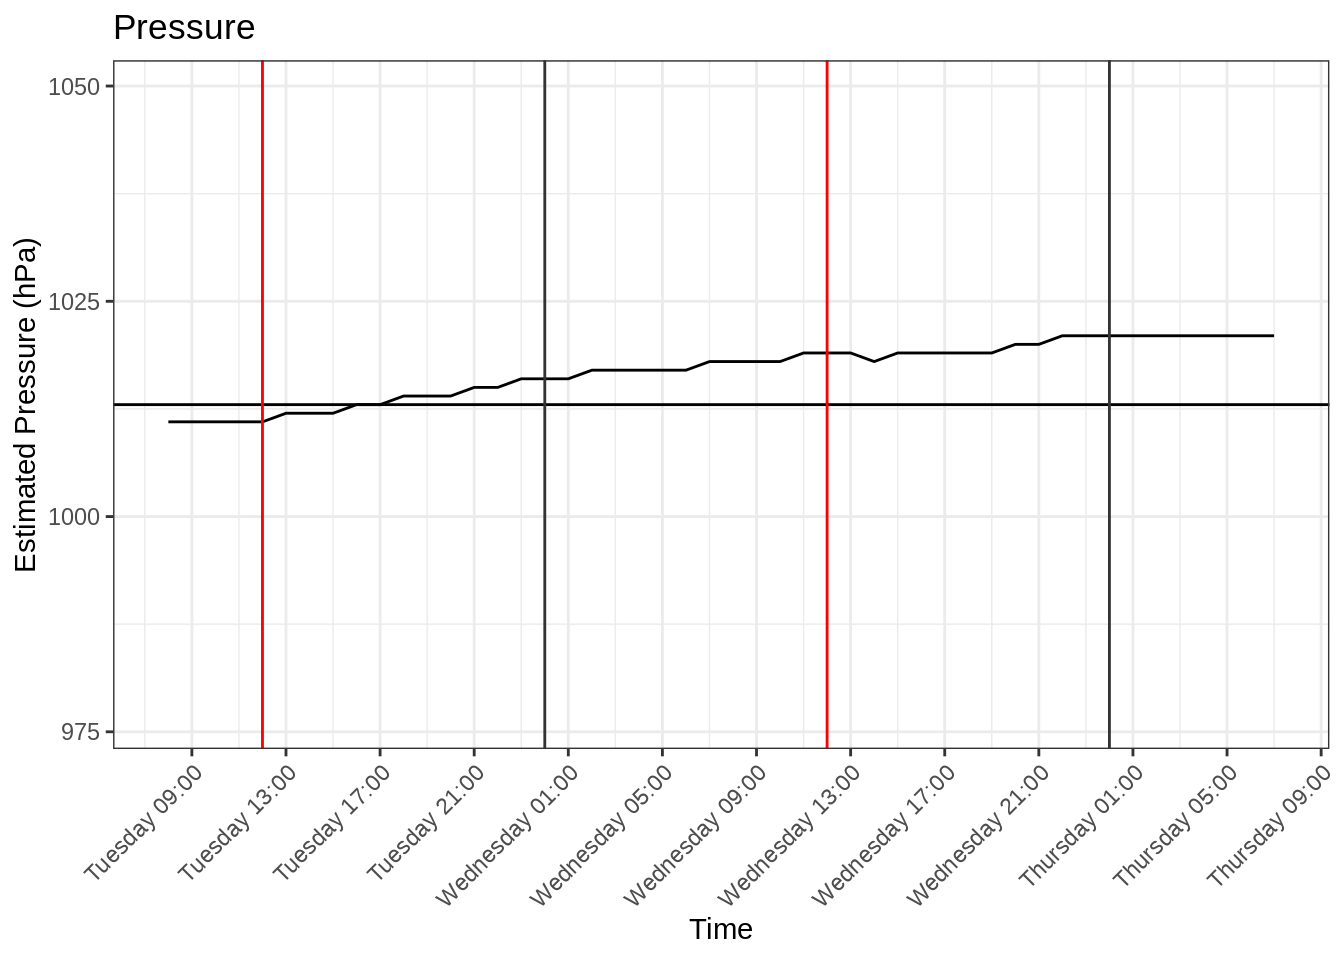 Pressure
Estimated Pressure (hPa)
1050
1025
1000
975
Tuesday 09:00
Tuesday 13:00
Tuesday 17:00
Tuesday 21:00
Wednesday 01:00
Wednesday 05:00
Wednesday 09:00
Wednesday 13:00
Wednesday 17:00
Wednesday 21:00
Thursday 01:00
Thursday 05:00
Thursday 09:00
Time